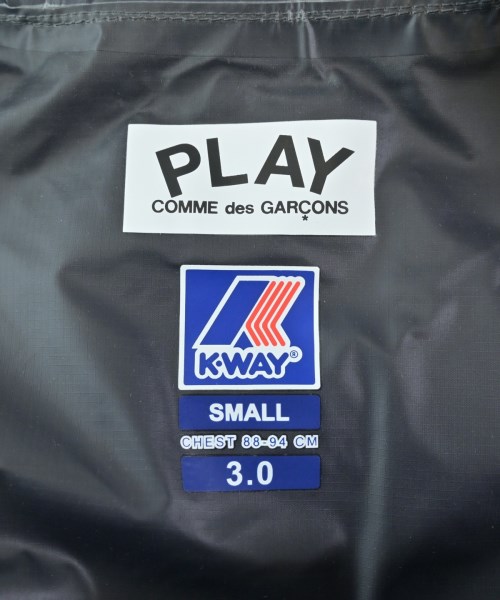 PLAY
COMME des GARÇONS
*
K-WAY®
SMALL
CHEST 88-94 CM
3.0